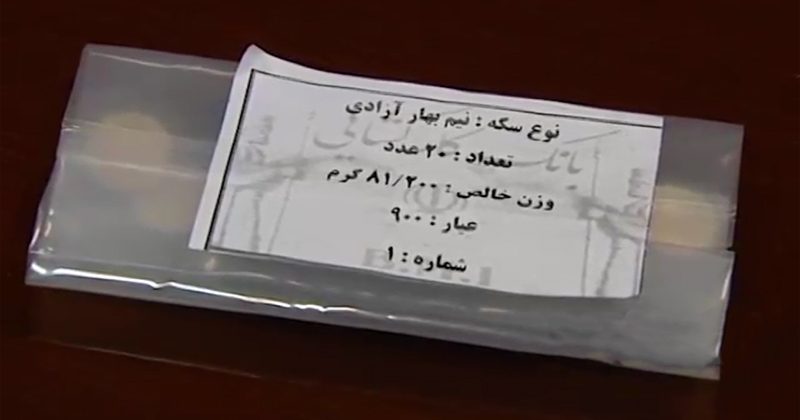 نوع سکه : نیم بهار آزادی
تعداد : ۲۰ عدد
وزن خالص : ۸۱/۲۰۰ گرم
عیار : ۹۰۰
شماره : ۱